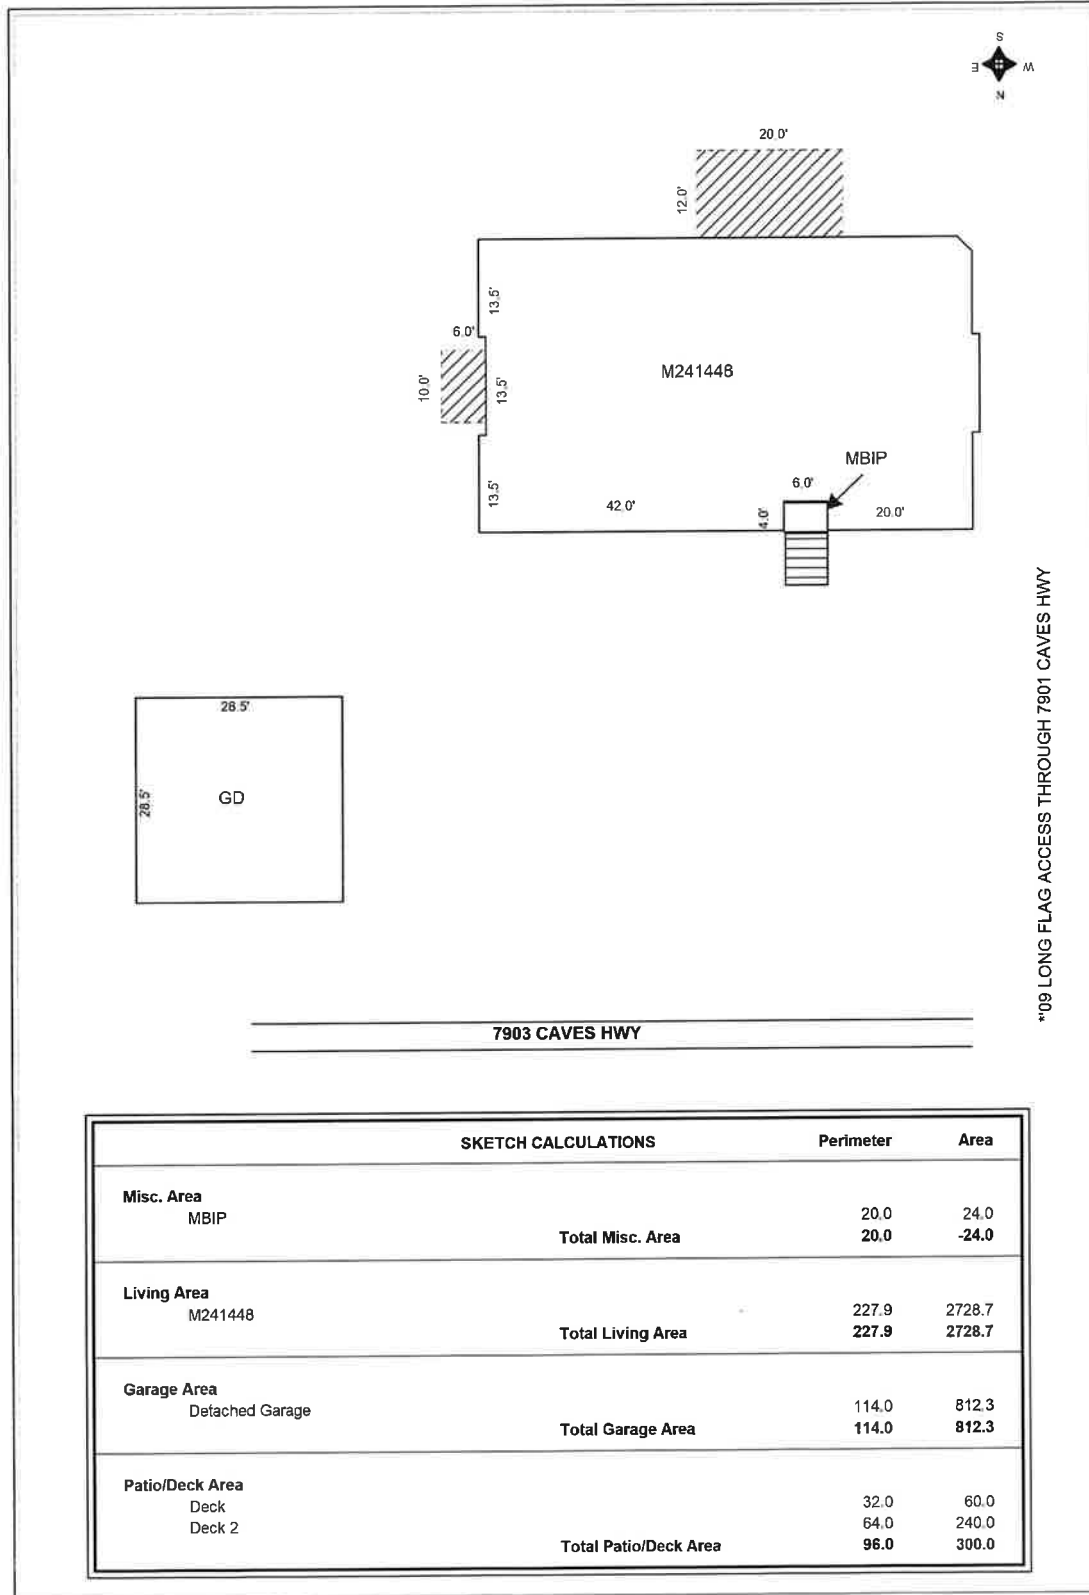 S
E W
N
20.0'
12.0'
13.5'
6.0'
10.0'
13.5'
M241448
MBIP
13.5'
42.0'
6.0'
4.0'
20.0'
*'09 LONG FLAG ACCESS THROUGH 7901 CAVES HWY
28.5'
28.5'
GD
7903 CAVES HWY
SKETCH CALCULATIONS Perimeter Area
Misc. Area
MBIP 20.0 24.0
Total Misc. Area 20.0 -24.0
Living Area
M241448 227.9 2728.7
Total Living Area 227.9 2728.7
Garage Area
Detached Garage 114.0 812.3
Total Garage Area 114.0 812.3
Patio/Deck Area
Deck 32.0 60.0
Deck 2 64.0 240.0
Total Patio/Deck Area 96.0 300.0